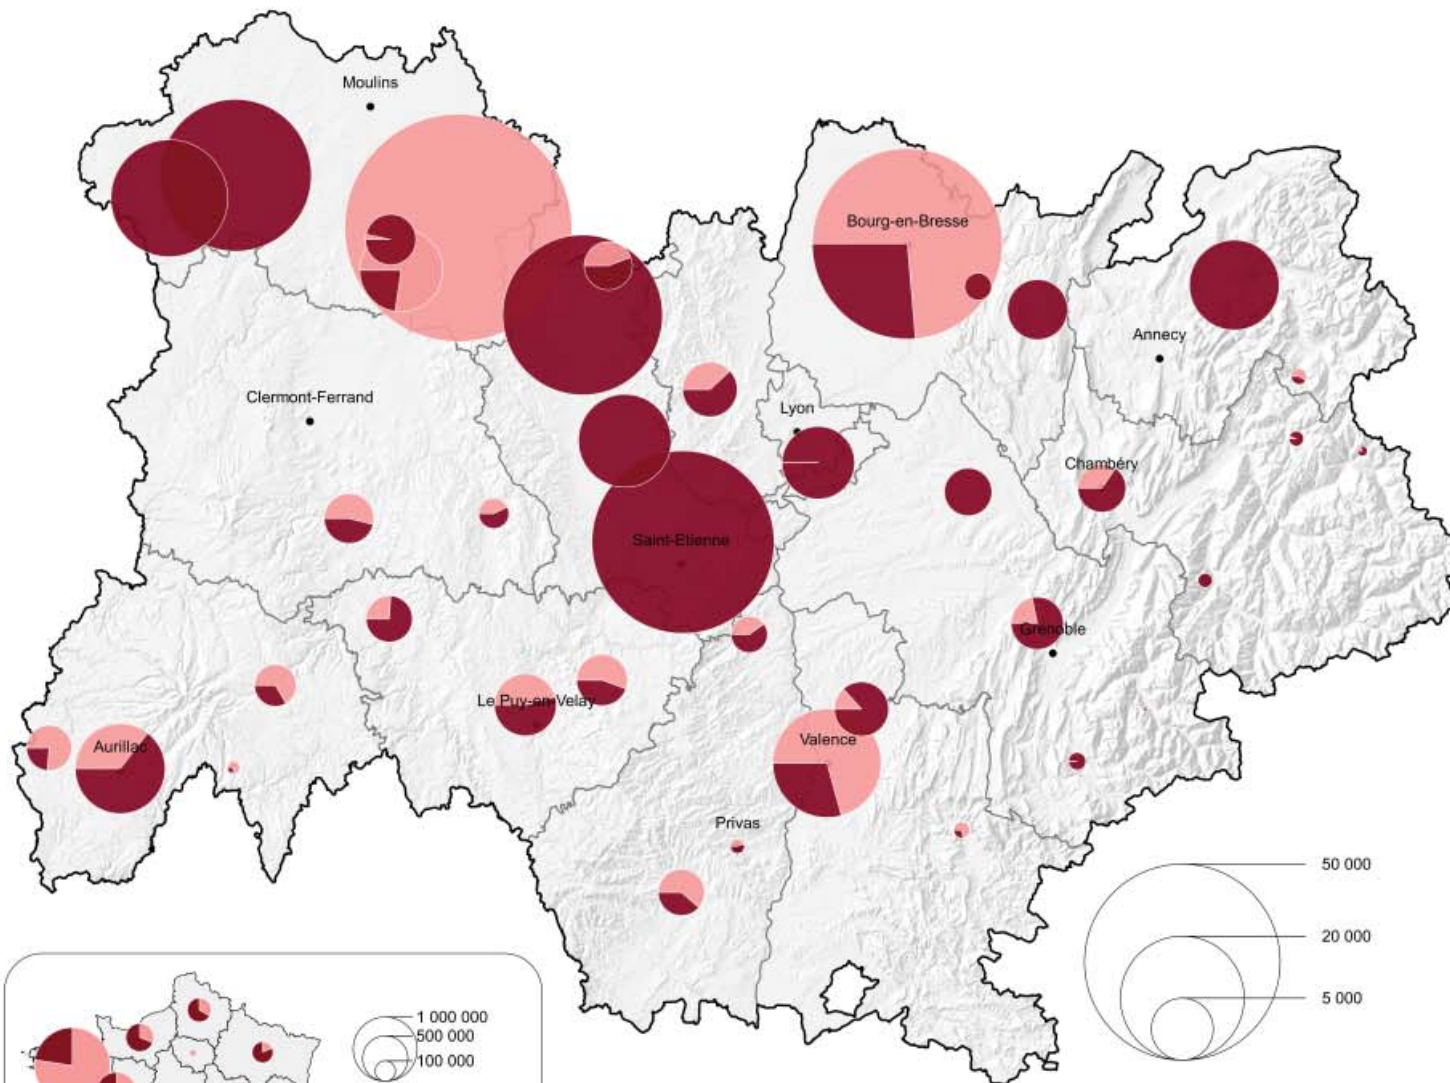 Moulins
Bourg-en-Bresse
Annecy
Clermont-Ferrand
Lyon
Chambéry
Saint-Etienne
Grenoble
Le Puy-en-Velay
Aurillac
Valence
Privas
50 000
20 000
5 000
1 000 000
500 000
100 000